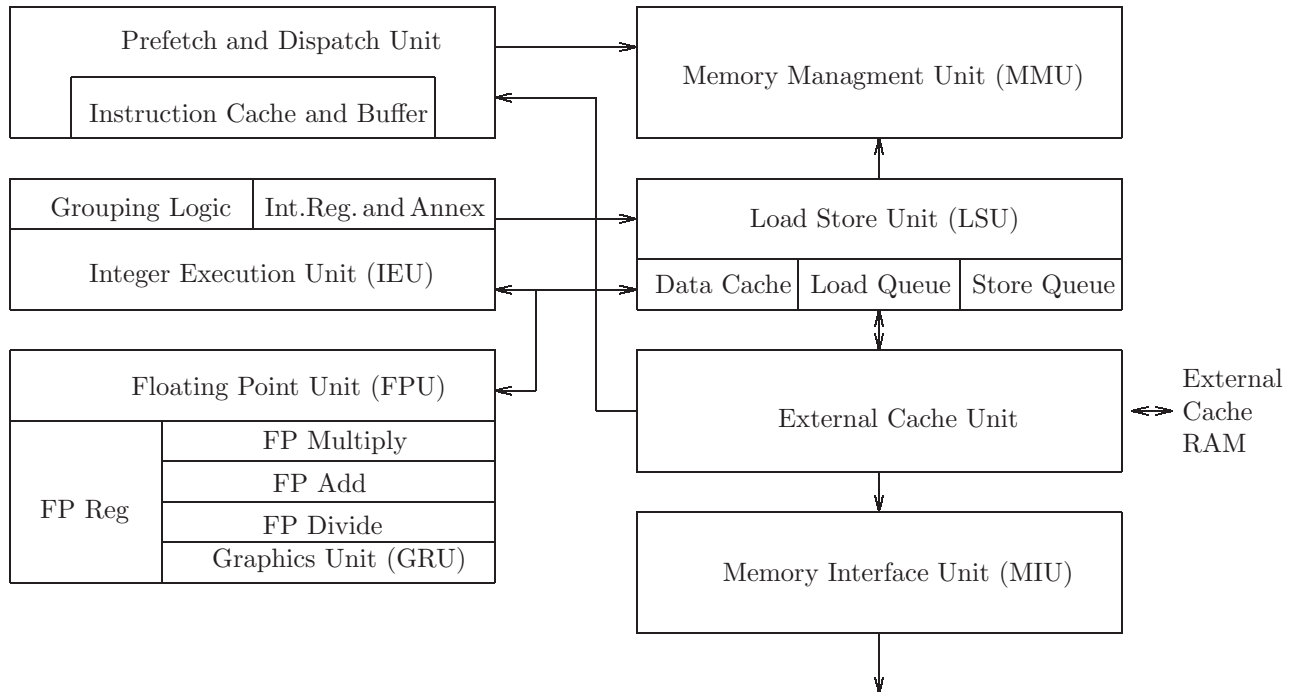 Prefetch and Dispatch Unit
Instruction Cache and Buffer
Memory Managment Unit (MMU)
Grouping Logic
Int.Reg. and Annex
Integer Execution Unit (IEU)
Load Store Unit (LSU)
Data Cache
Load Queue
Store Queue
Floating Point Unit (FPU)
FP Reg
FP Multiply
FP Add
FP Divide
Graphics Unit (GRU)
External Cache Unit
External
Cache
RAM
Memory Interface Unit (MIU)